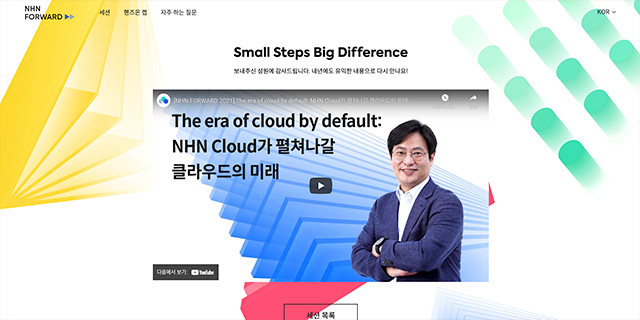 NHN
FORWARD
세션
핸즈온 랩
자주 하는 질문
KOR
Small Steps Big Difference
보내주신 성원에 감사드립니다. 내년에도 유익한 내용으로 다시 만나요!
[NHN FORWARD 2021] The era of cloud by default: NHN Cloud가 펼쳐나갈 클라우드의 미래
The era of cloud by default:
NHN Cloud가 펼쳐나갈
클라우드의 미래
다음에서 보기: YouTube
세션 목록